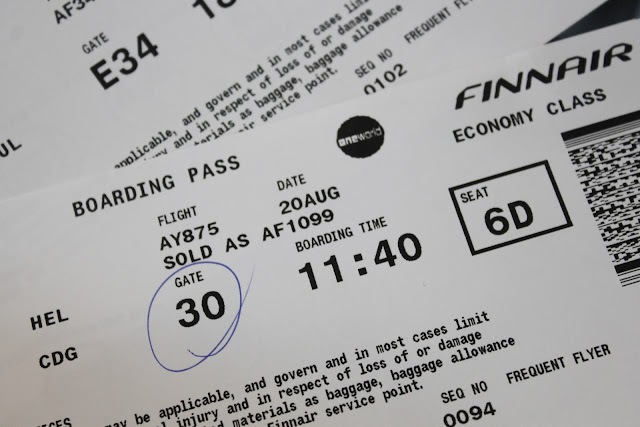 AF34
18
GATE
E34
applicable, and govern and in most cases limit
and in respect of loss of or damage
as baggage, baggage allowance
service point.
SEQ NO FREQUENT FLYER
0102
FINNAIR
ECONOMY CLASS
oneworld
BOARDING PASS
FLIGHT
AY875
SOLD AS AF1099
DATE
20AUG
SEAT
6D
GATE
30
BOARDING TIME
11:40
HEL
CDG
may be applicable, and govern and in most cases limit
injury and in respect of loss of or damage
materials as baggage, baggage allowance
Finnair service point.
SEQ NO FREQUENT FLYER
0094